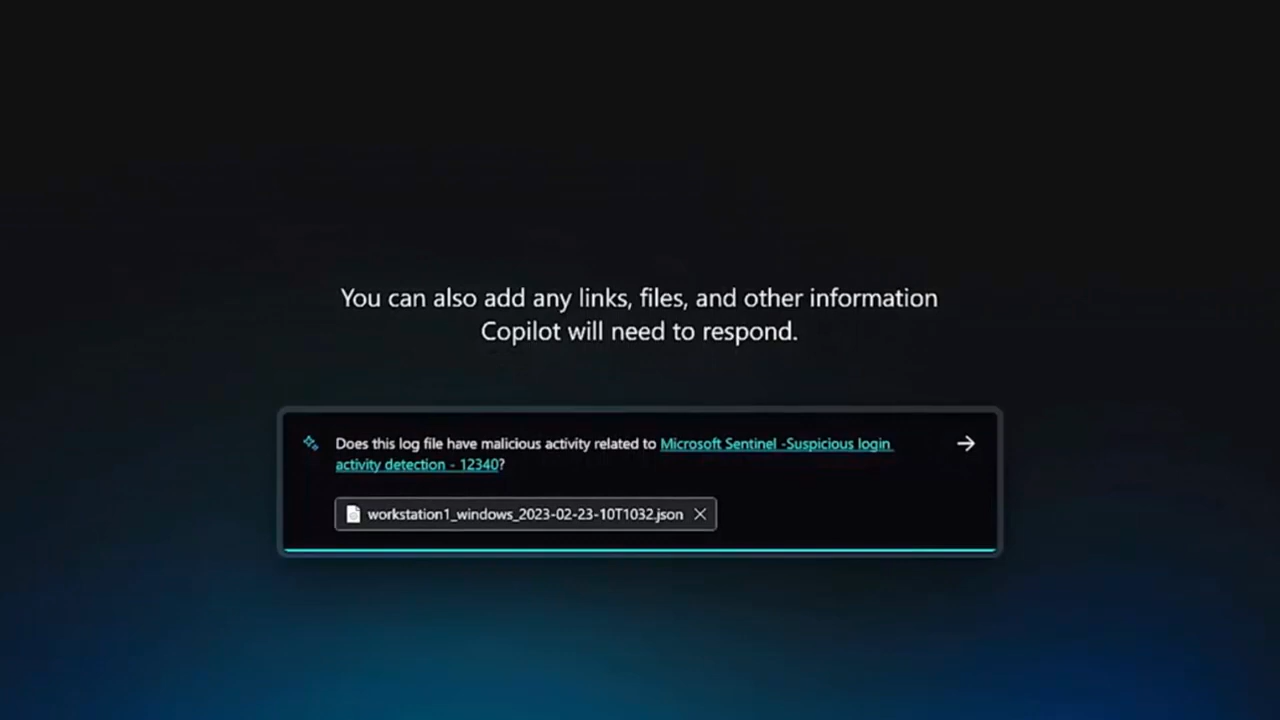 You can also add any links, files, and other information
Copilot will need to respond.
Does this log file have malicious activity related to Microsoft Sentinel -Suspicious login
activity detection - 12340?
workstation1_windows_2023-02-23-10T1032.json